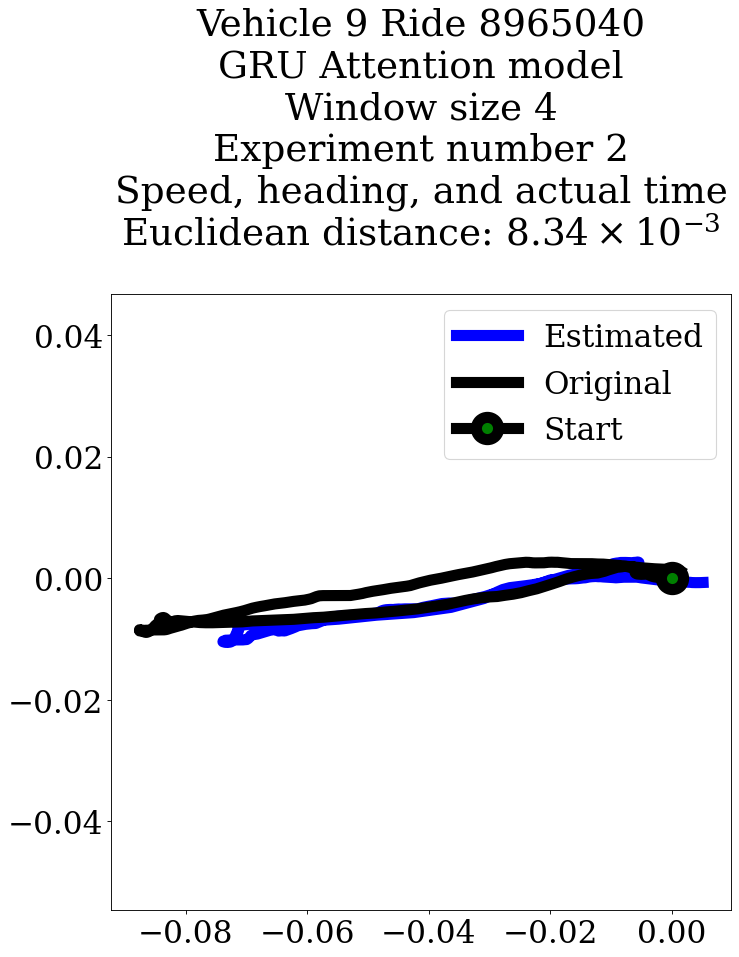 Vehicle 9 Ride 8965040
GRU Attention model
Window size 4
Experiment number 2
Speed, heading, and actual time
Euclidean distance: 8.34 × 10⁻³
Estimated
Original
Start
0.04
0.02
0.00
−0.02
−0.04
−0.08 −0.06 −0.04 −0.02 0.00